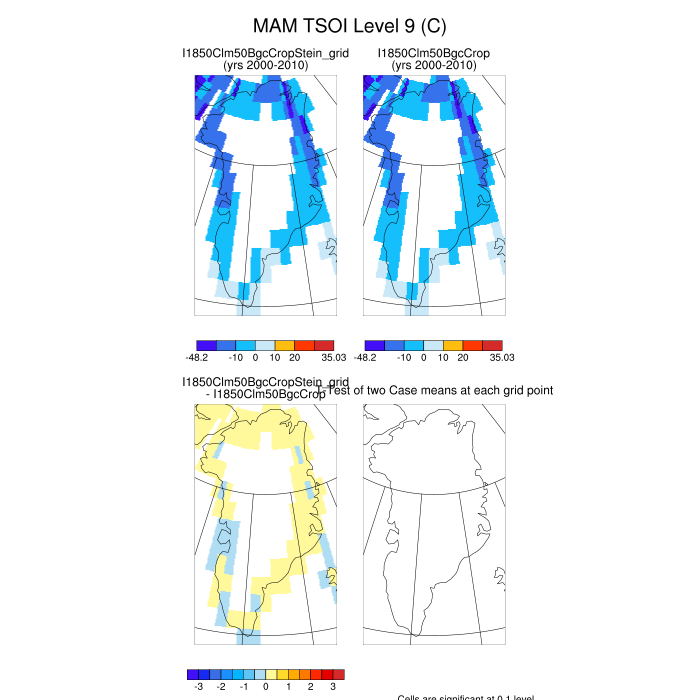 MAM TSOI Level 9 (C)
I1850Clm50BgcCropStein_grid
(yrs 2000-2010)
I1850Clm50BgcCrop
(yrs 2000-2010)
-48.2 -10 0 10 20 35.03
-48.2 -10 0 10 20 35.03
I1850Clm50BgcCropStein_grid
- I1850Clm50BgcCrop
T-Test of two Case means at each grid point
-3 -2 -1 0 1 2 3
Cells are significant at 0.1 level